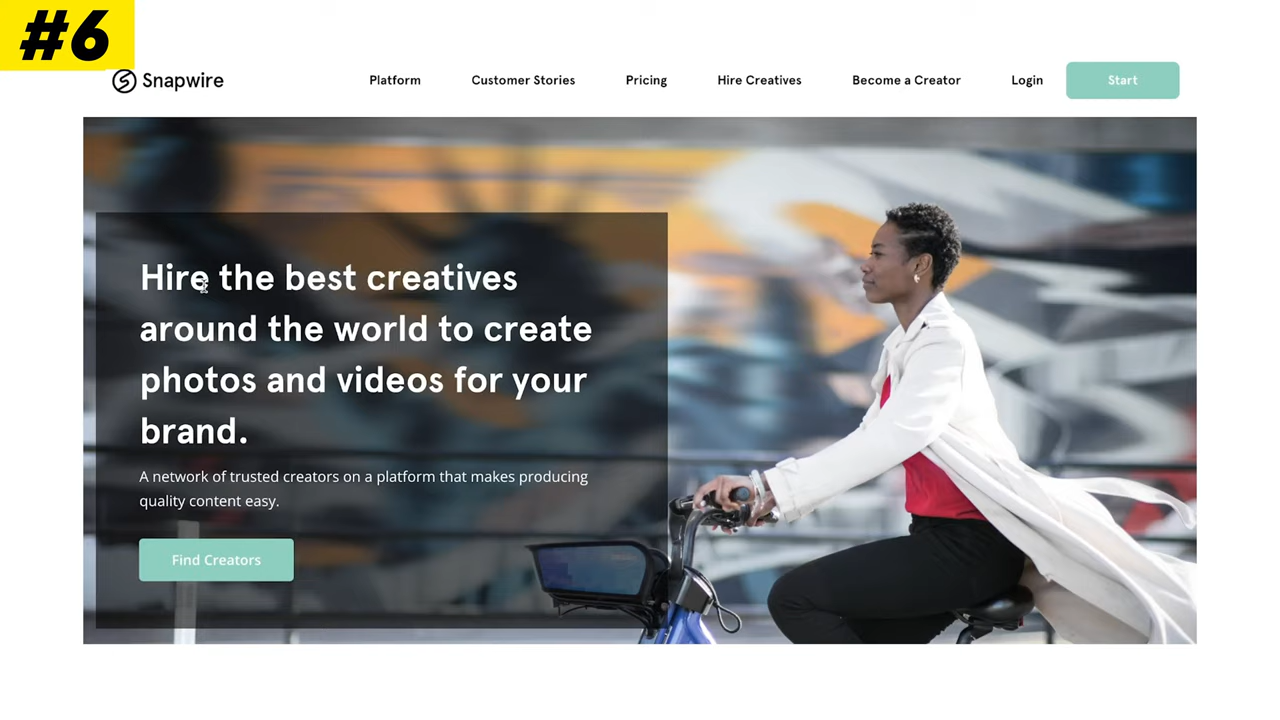 #6
Snapwire
Platform Customer Stories Pricing Hire Creatives Become a Creator Login Start
Hire the best creatives
around the world to create
photos and videos for your
brand.
A network of trusted creators on a platform that makes producing
quality content easy.
Find Creators